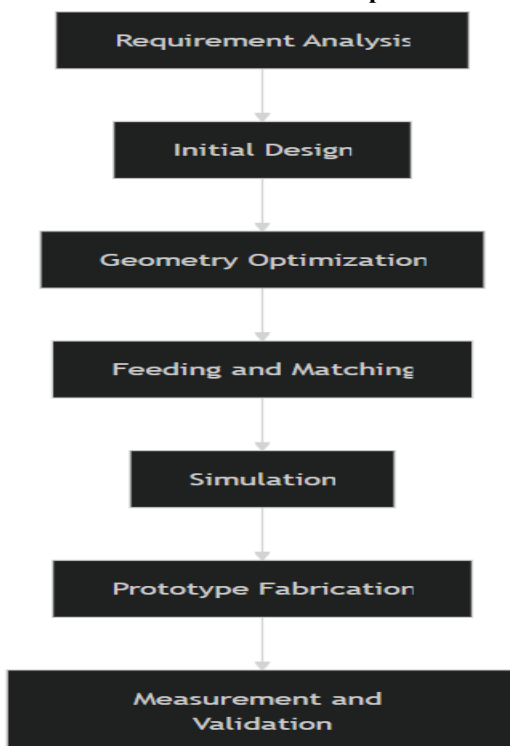 Requirement Analysis
Initial Design
Geometry Optimization
Feeding and Matching
Simulation
Prototype Fabrication
Measurement and
Validation